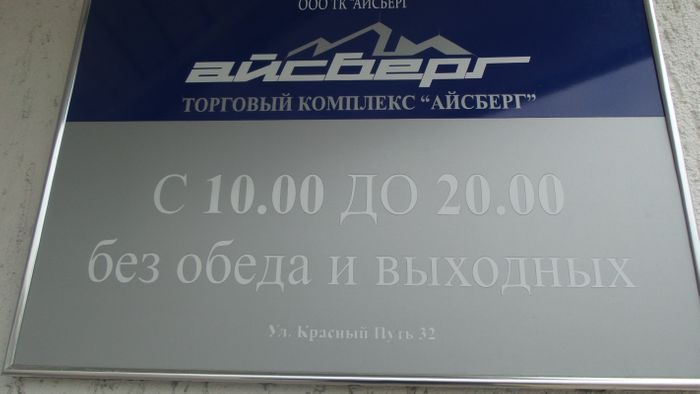 ООО ТК "АЙСБЕРГ"
айсберг
ТОРГОВЫЙ КОМПЛЕКС “АЙСБЕРГ”
С 10.00 ДО 20.00
без обеда и выходных
Ул. Красный Путь 32